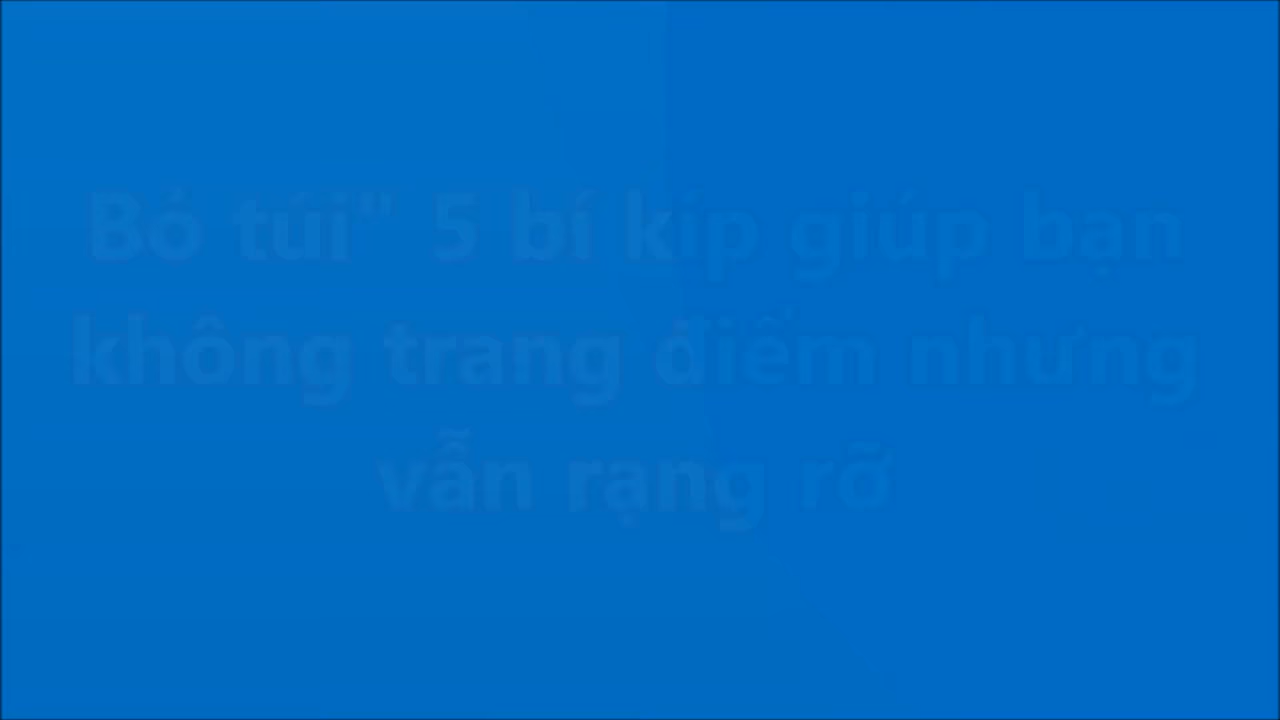 Bỏ túi" 5 bí kíp giúp bạn
không trang điểm nhưng
vẫn rạng rỡ